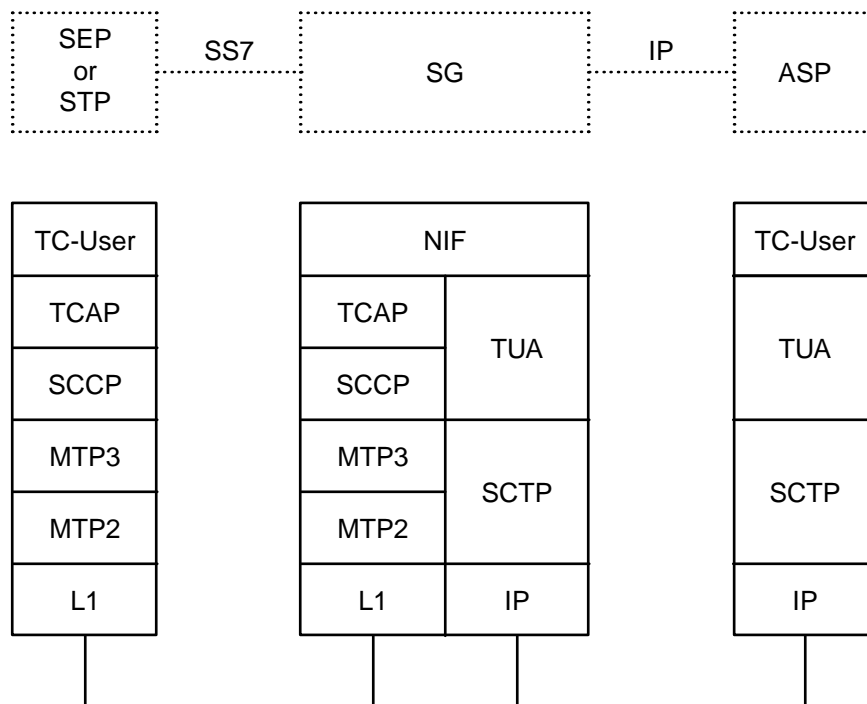 SEP
or
STP
SS7
SG
IP
ASP
TC-User
TCAP
SCCP
MTP3
MTP2
L1
NIF
TCAP
SCCP
MTP3
MTP2
L1
TUA
SCTP
IP
TC-User
TUA
SCTP
IP